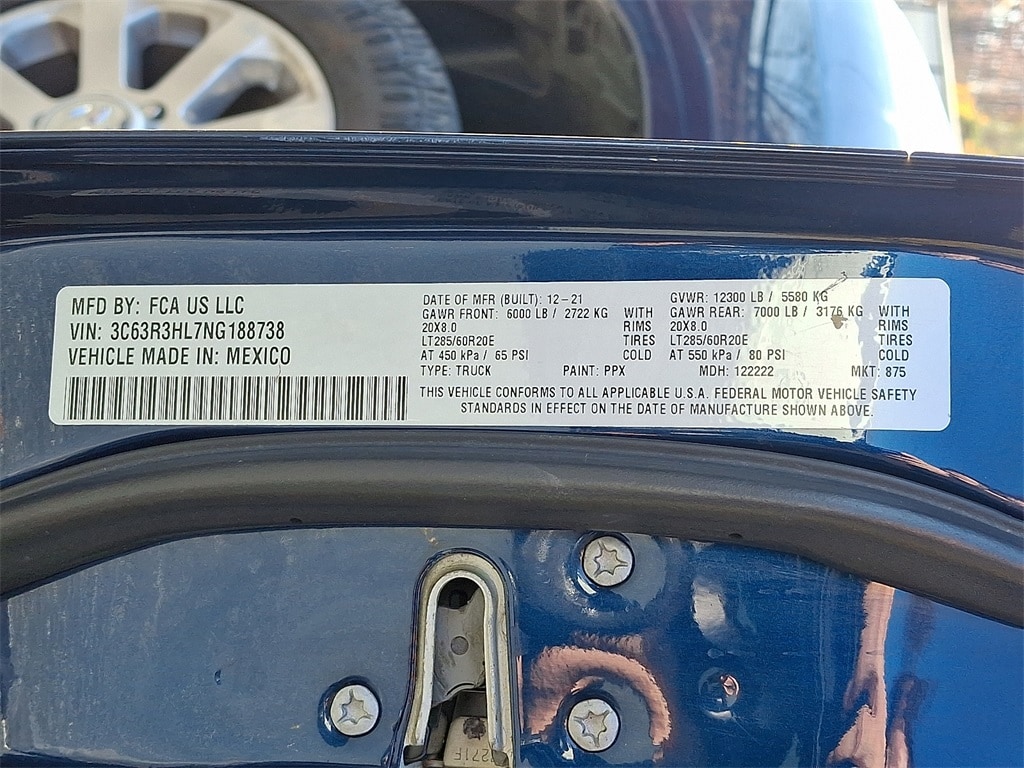 MFD BY: FCA US LLC
VIN: 3C63R3HL7NG188738
VEHICLE MADE IN: MEXICO
DATE OF MFR (BUILT): 12-21
GAWR FRONT: 6000 LB / 2722 KG WITH
20X8.0 RIMS
LT285/60R20E TIRES
AT 450 kPa / 65 PSI COLD
GVWR: 12300 LB / 5580 KG
GAWR REAR: 7000 LB / 3176 KG WITH
20X8.0 RIMS
LT285/60R20E TIRES
AT 550 kPa / 80 PSI COLD
TYPE: TRUCK PAINT: PPX MDH: 122222 MKT: 875
THIS VEHICLE CONFORMS TO ALL APPLICABLE U.S.A. FEDERAL MOTOR VEHICLE SAFETY
STANDARDS IN EFFECT ON THE DATE OF MANUFACTURE SHOWN ABOVE.
271F